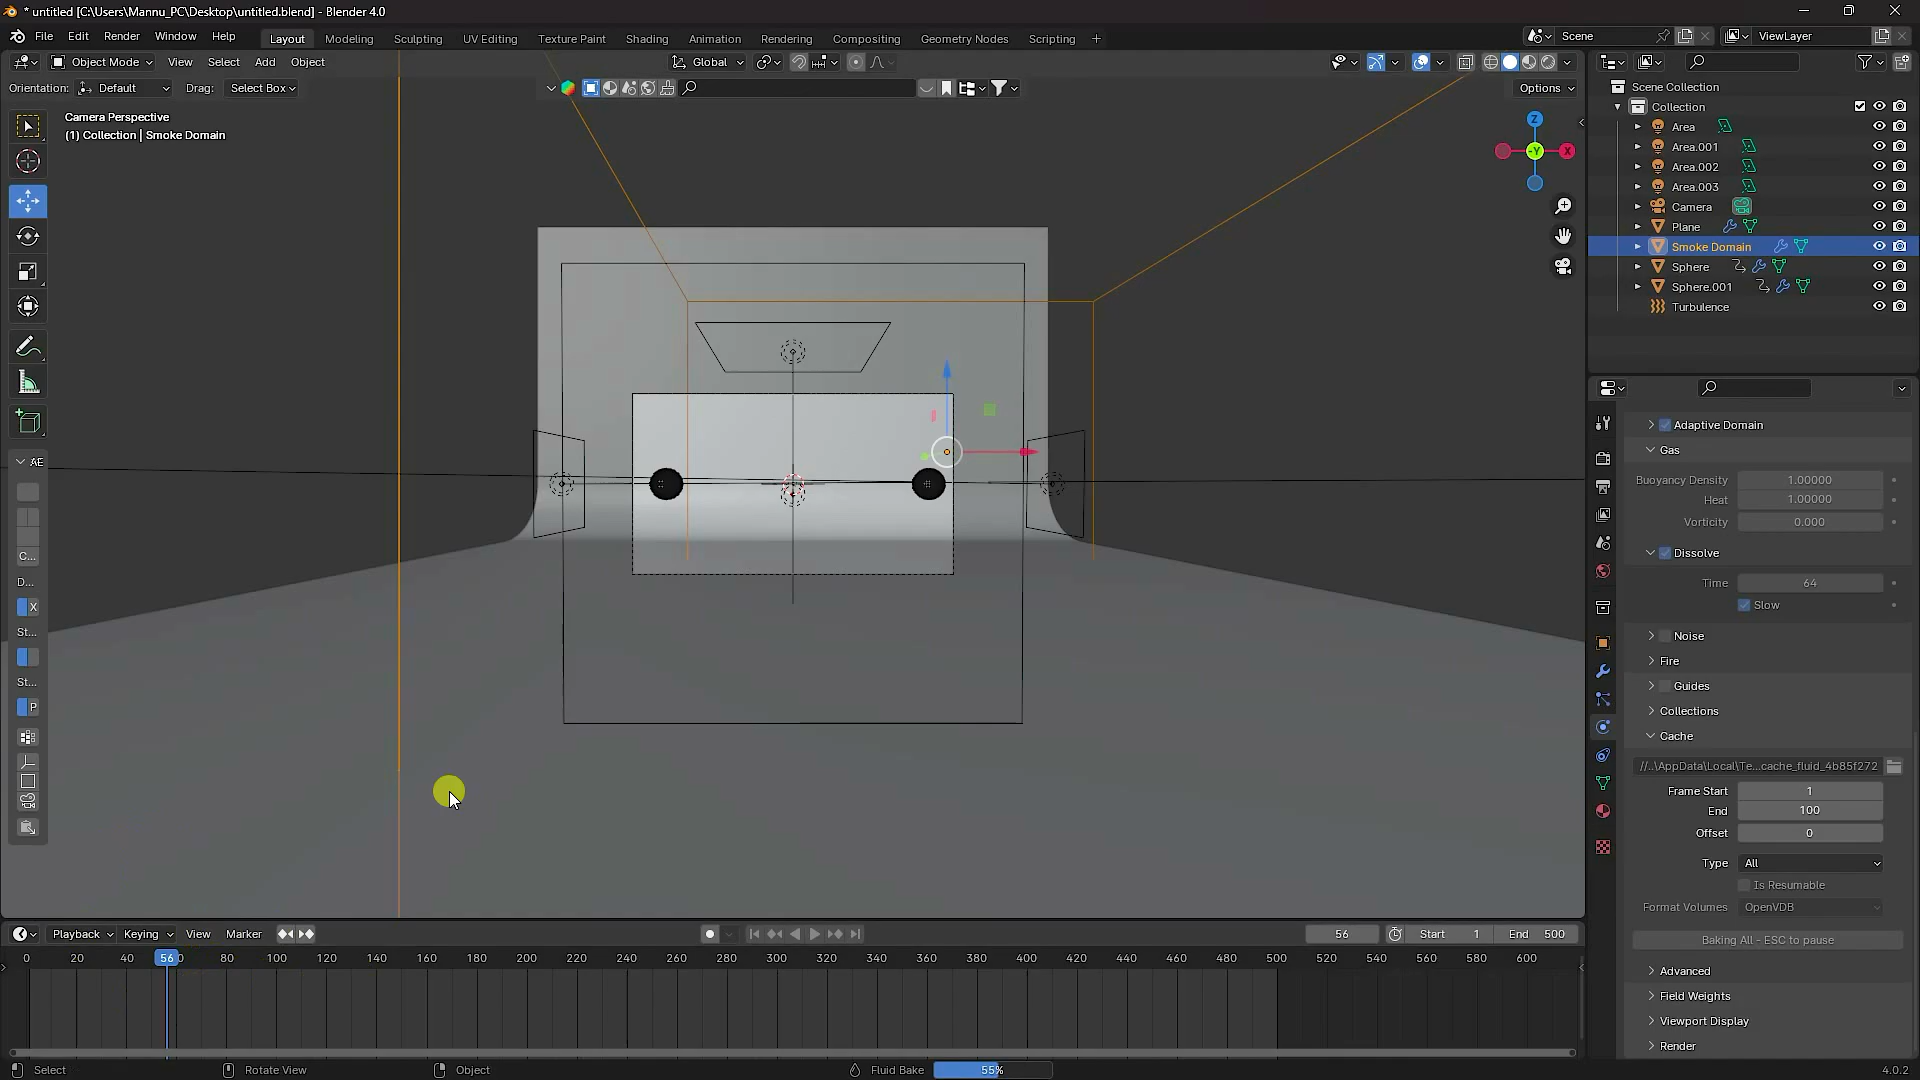 * untitled [C:\Users\Mannu_PC\Desktop\untitled.blend] - Blender 4.0
File Edit Render Window Help
Layout Modeling Sculpting UV Editing Texture Paint Shading Animation Rendering Compositing Geometry Nodes Scripting +
Scene ViewLayer
Object Mode View Select Add Object
Global
Orientation: Default Drag: Select Box
Options
Camera Perspective
(1) Collection | Smoke Domain
Z
-Y
X
Scene Collection
Collection
Area
Area.001
Area.002
Area.003
Camera
Plane
Smoke Domain
Sphere
Sphere.001
Turbulence
AE
C...
D...
X
St...
St...
P
Adaptive Domain
Gas
Buoyancy Density 1.00000
Heat 1.00000
Vorticity 0.000
Dissolve
Time 64
Slow
Noise
Fire
Guides
Collections
Cache
//..\AppData\Local\Te...cache_fluid_4b85f272
Frame Start 1
End 100
Offset 0
Type All
Is Resumable
Format Volumes OpenVDB
Baking All - ESC to pause
Advanced
Field Weights
Viewport Display
Render
Playback Keying View Marker
56 Start 1 End 500
0 20 40 56 80 100 120 140 160 180 200 220 240 260 280 300 320 340 360 380 400 420 440 460 480 500 520 540 560 580 600
Select Rotate View Object Fluid Bake 55% 4.0.2